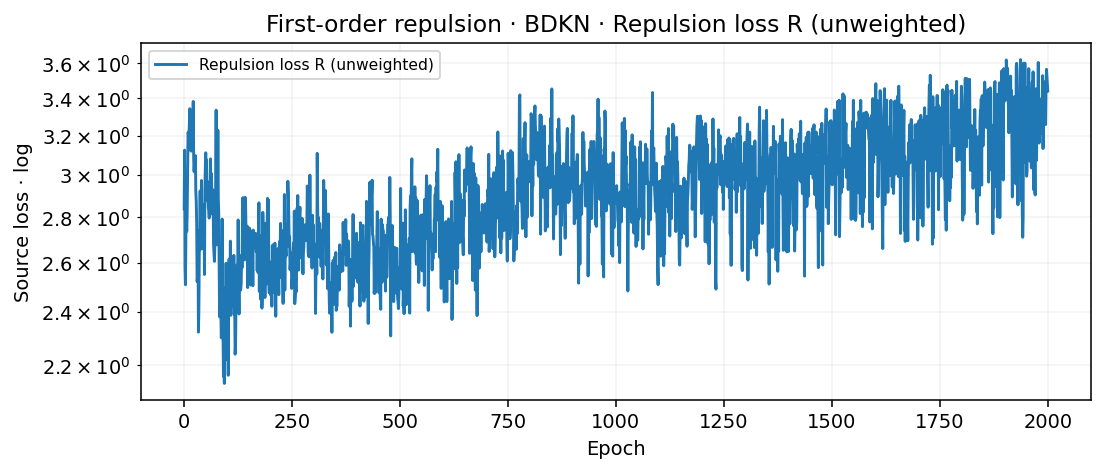 First-order repulsion · BDKN · Repulsion loss R (unweighted)
Repulsion loss R (unweighted)
Source loss · log
3.6 × 10⁰
3.4 × 10⁰
3.2 × 10⁰
3 × 10⁰
2.8 × 10⁰
2.6 × 10⁰
2.4 × 10⁰
2.2 × 10⁰
0 250 500 750 1000 1250 1500 1750 2000
Epoch